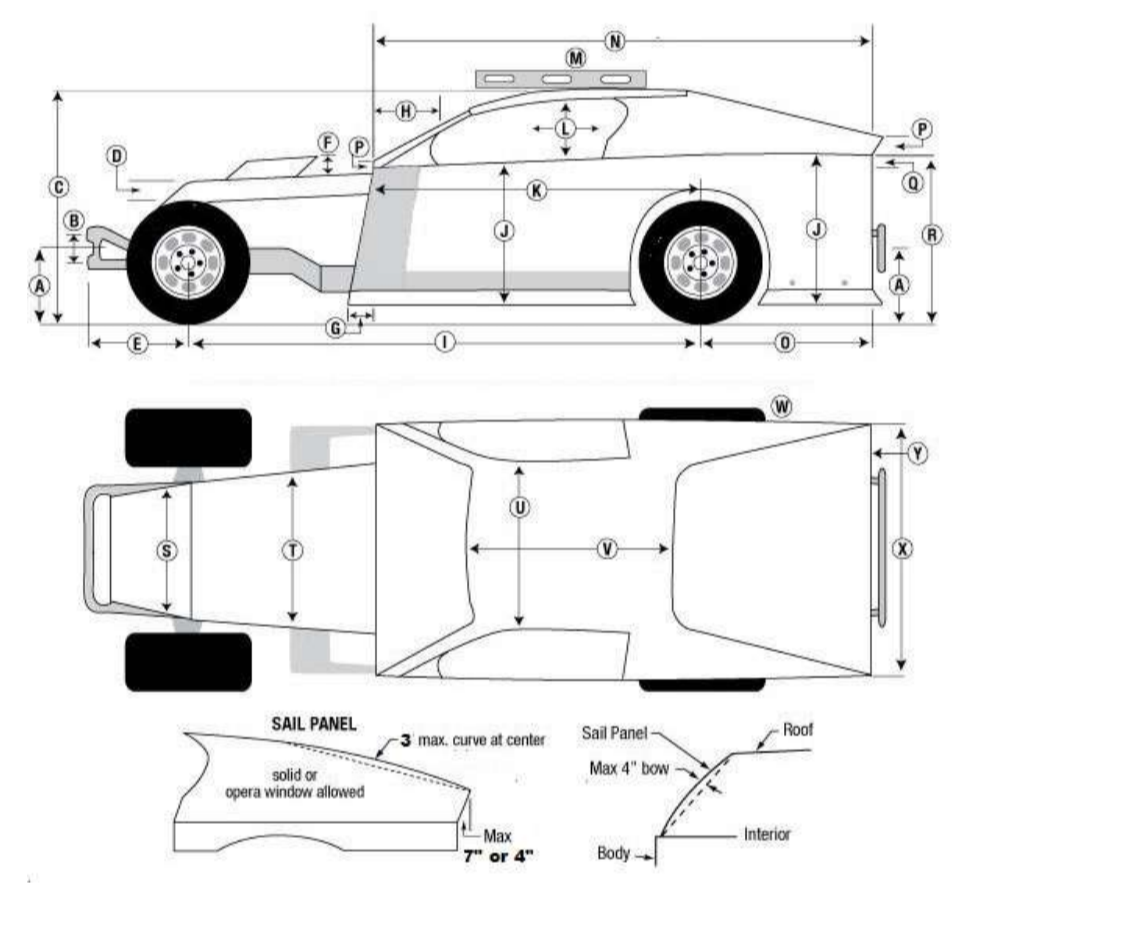 N
M
H
F
P
L
P
D
C
Q
K
B
J
J
R
A
A
G
E
I
O
W
Y
U
S
T
V
X
SAIL PANEL
3 max. curve at center
solid or
opera window allowed
Max
7" or 4"
Sail Panel
Roof
Max 4" bow
Interior
Body